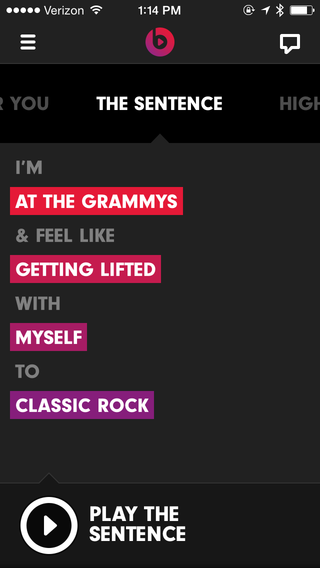 Verizon 1:14 PM
R YOU THE SENTENCE HIGH
I'M
AT THE GRAMMYS
& FEEL LIKE
GETTING LIFTED
WITH
MYSELF
TO
CLASSIC ROCK
PLAY THE
SENTENCE